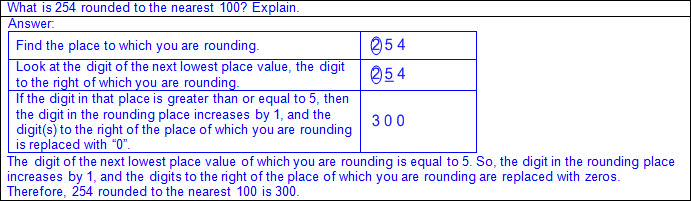 What is 254 rounded to the nearest 100? Explain.
Answer:
Find the place to which you are rounding.
2 5 4
Look at the digit of the next lowest place value, the digit
to the right of which you are rounding.
2 5 4
If the digit in that place is greater than or equal to 5, then
the digit in the rounding place increases by 1, and the
digit(s) to the right of the place of which you are rounding
is replaced with “0”.
3 0 0
The digit of the next lowest place value of which you are rounding is equal to 5. So, the digit in the rounding place
increases by 1, and the digits to the right of the place of which you are rounding are replaced with zeros.
Therefore, 254 rounded to the nearest 100 is 300.